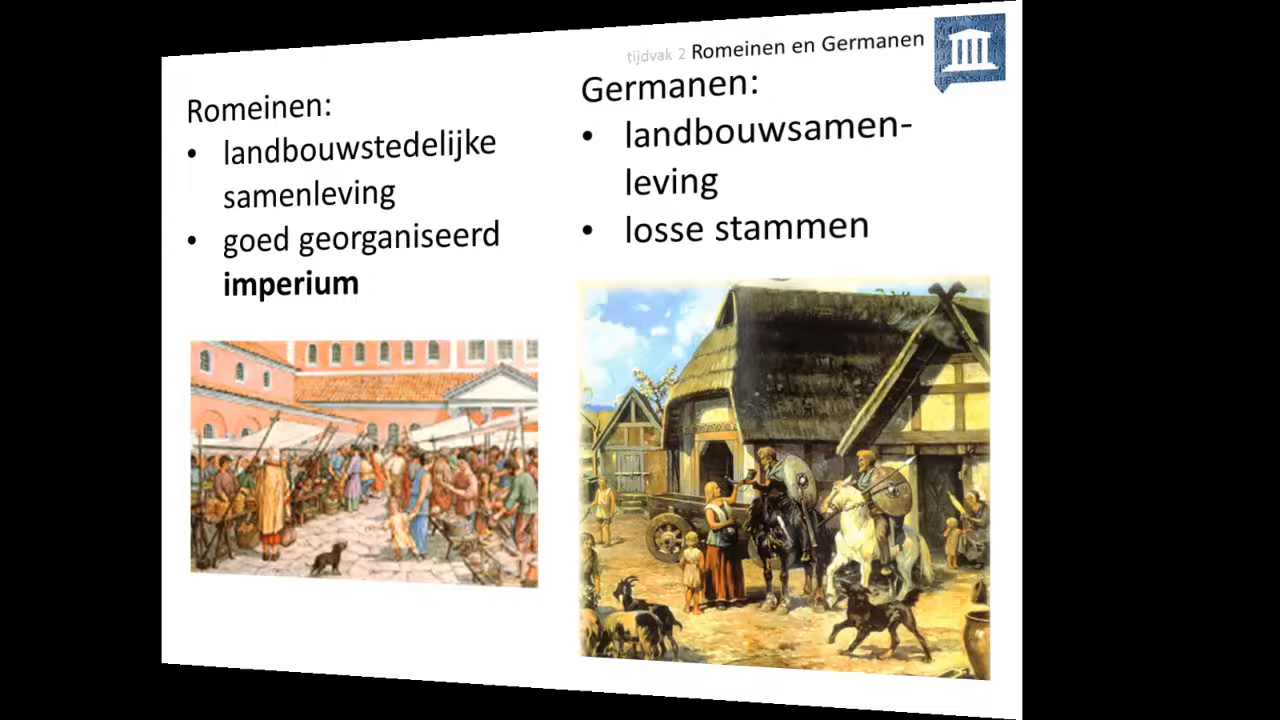 tijdvak 2 Romeinen en Germanen
Romeinen:
• landbouwstedelijke
samenleving
• goed georganiseerd
imperium
Germanen:
• landbouwsamen-
leving
• losse stammen